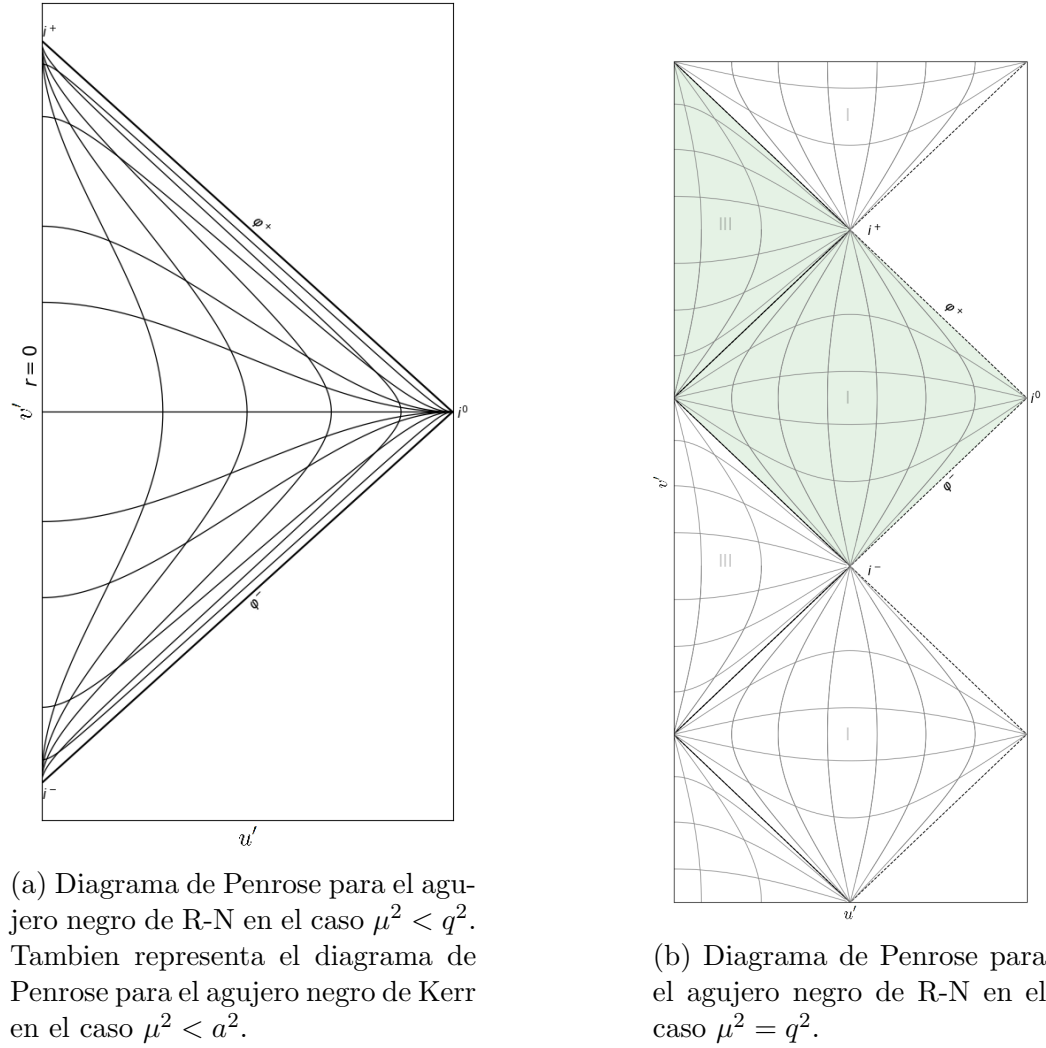 i⁺
𝓈₊
v′ r = 0
i⁰
𝓈⁻
i⁻
u′
(a) Diagrama de Penrose para el agu-
jero negro de R-N en el caso μ² < q².
Tambien representa el diagrama de
Penrose para el agujero negro de Kerr
en el caso μ² < a².
I
III
i⁺
I
i⁰
v′
III
i⁻
I
u′
(b) Diagrama de Penrose para
el agujero negro de R-N en el
caso μ² = q².